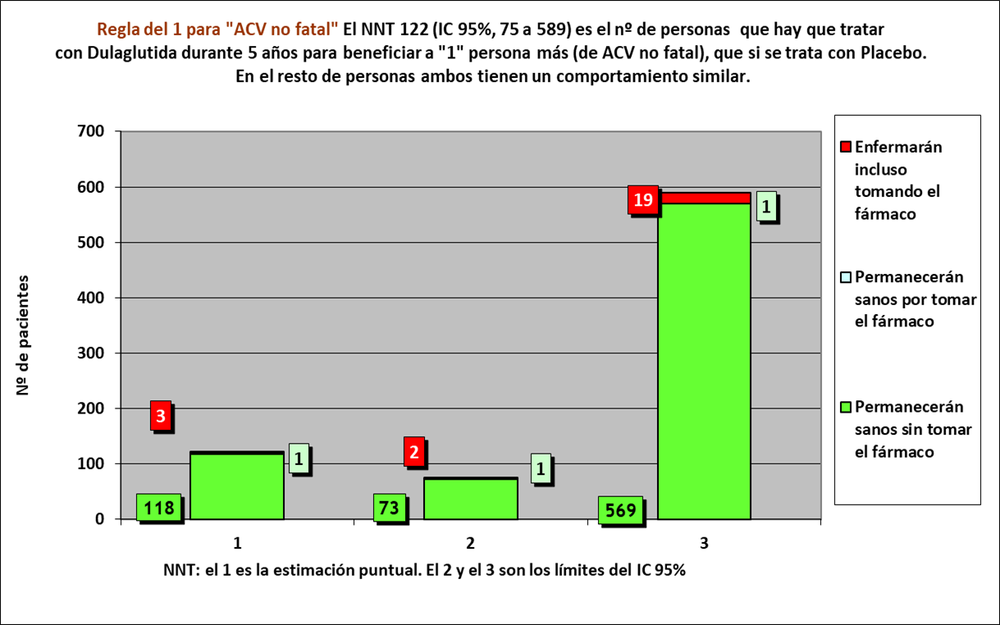 Regla del 1 para "ACV no fatal" El NNT 122 (IC 95%, 75 a 589) es el nº de personas que hay que tratar
con Dulaglutida durante 5 años para beneficiar a "1" persona más (de ACV no fatal), que si se trata con Placebo.
En el resto de personas ambos tienen un comportamiento similar.
700
600
500
400
300
200
100
0
Nº de pacientes
3
1
118
2
1
73
19
1
569
1
2
3
NNT: el 1 es la estimación puntual. El 2 y el 3 son los límites del IC 95%
Enfermarán
incluso
tomando el
fármaco
Permanecerán
sanos por tomar
el fármaco
Permanecerán
sanos sin tomar
el fármaco